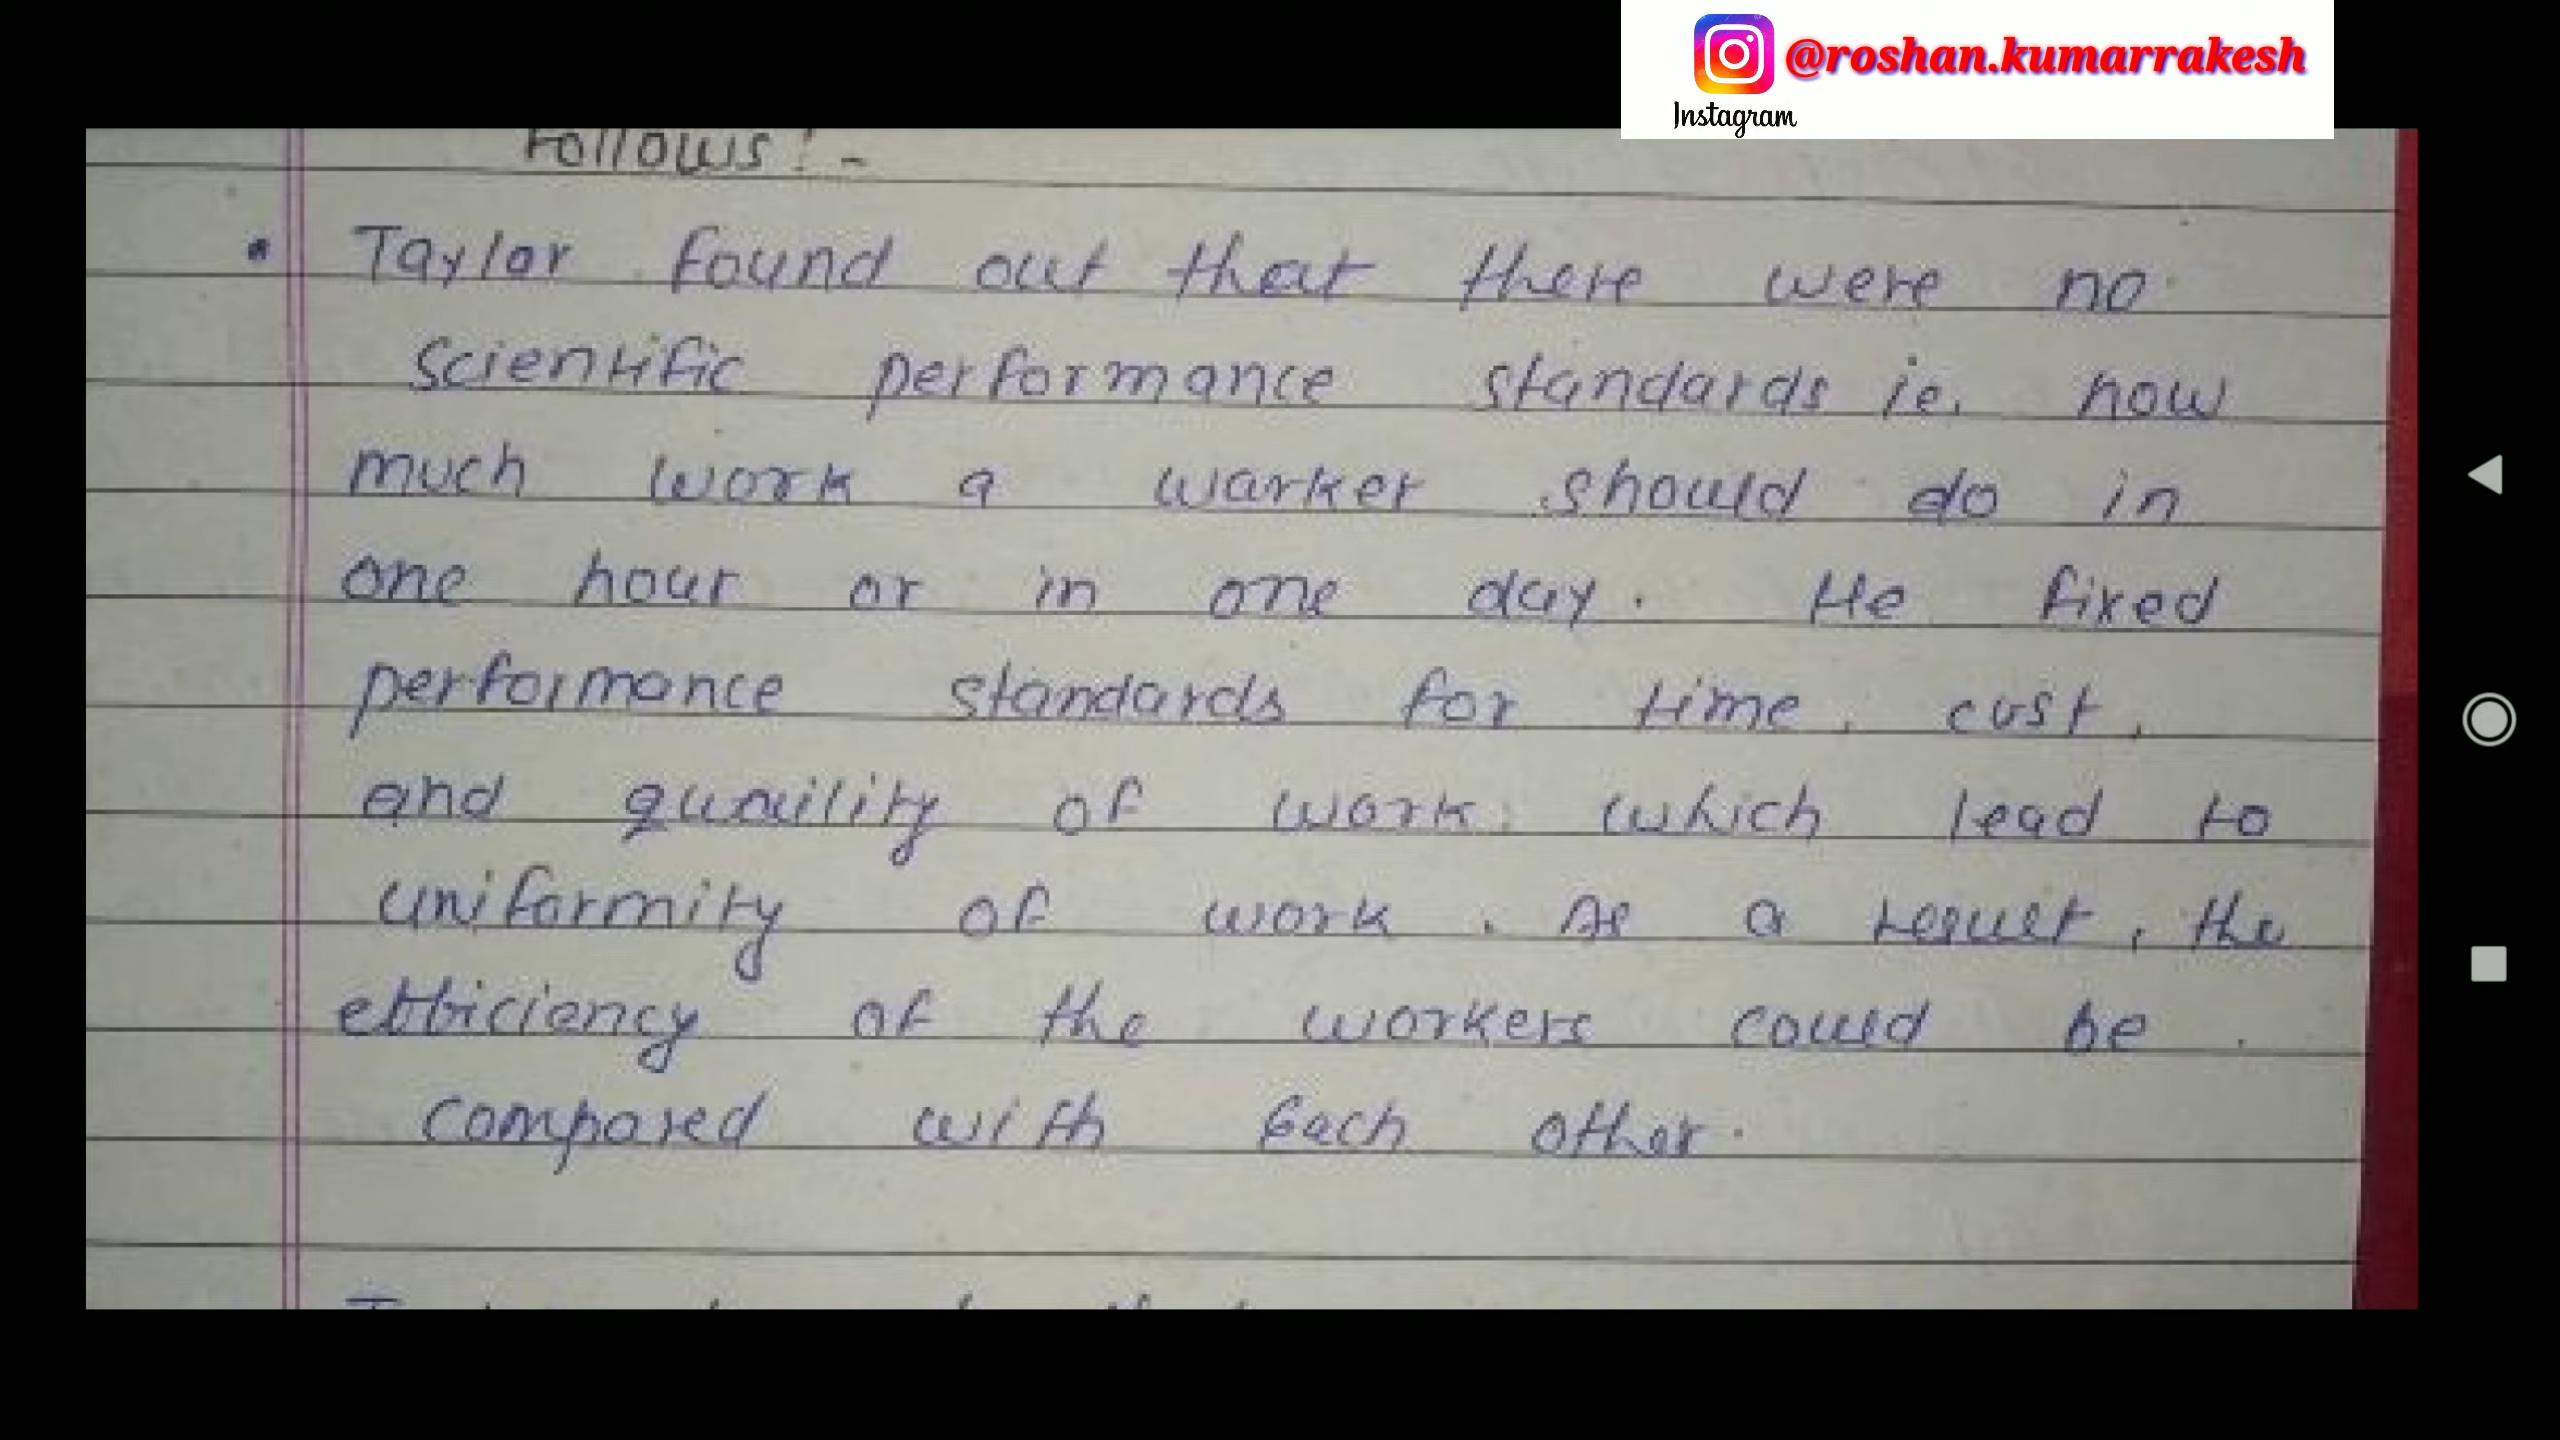 @roshan.kumarrakesh
Instagram
Follows:-
• Taylor found out that there were no
Scientific performance standards ie. how
much work a warker should do in
one hour or in one day. He fixed
performance standards for time, cost,
and quaility of work, which lead to
uniformity of work. As a result, the
efficiency of the workers could be
compared with Each other.